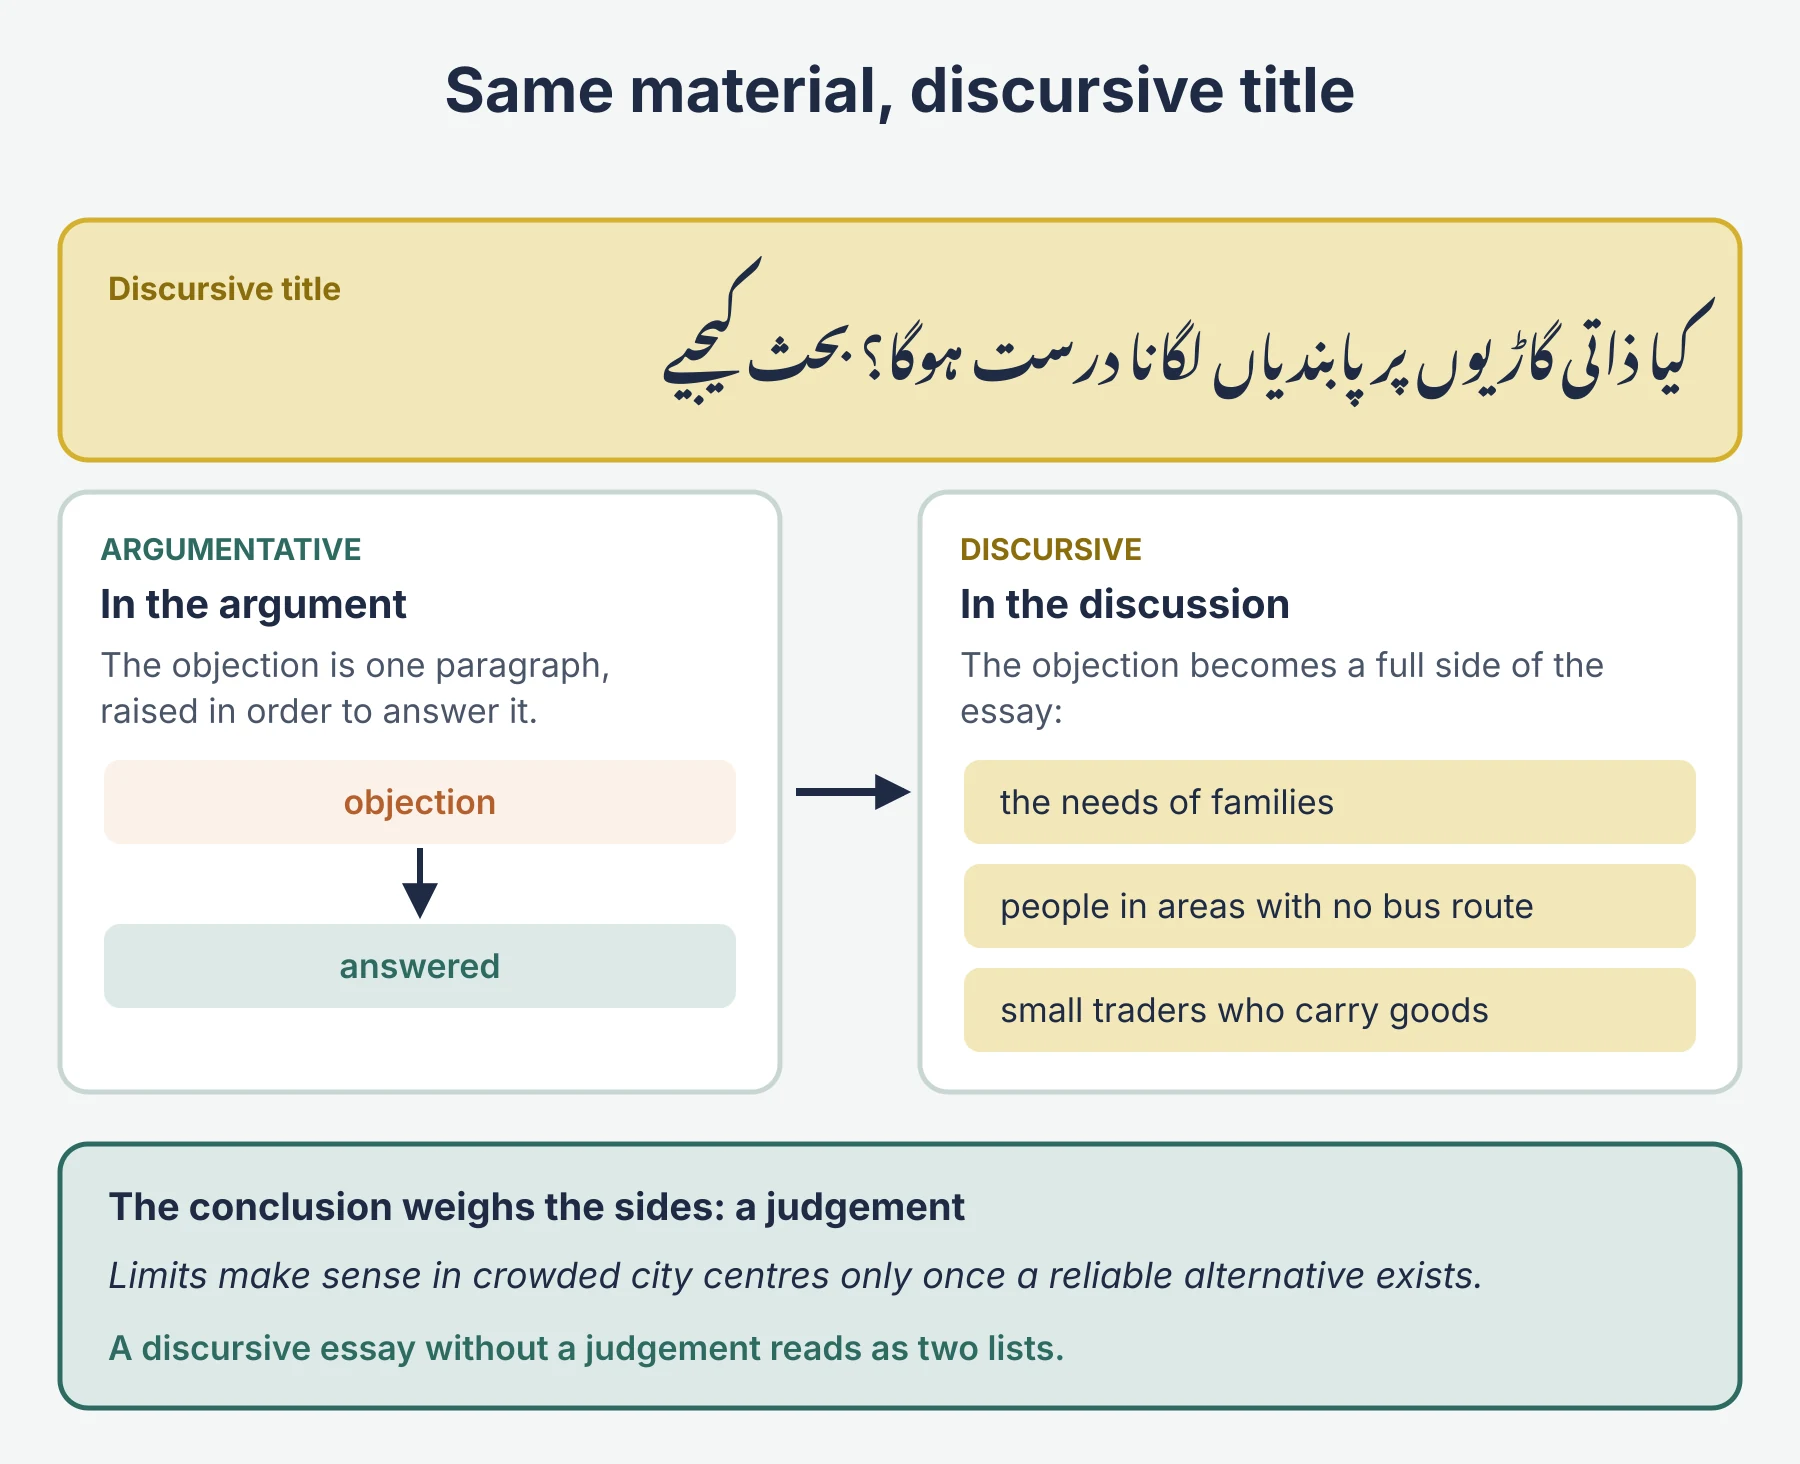 Same material, discursive title
Discursive title
کیا ذاتی گاڑیوں پر پابندیاں لگانا درست ہوگا؟ بحث کیجیے
ARGUMENTATIVE
In the argument
The objection is one paragraph,
raised in order to answer it.
objection
answered
DISCURSIVE
In the discussion
The objection becomes a full side of the
essay:
the needs of families
people in areas with no bus route
small traders who carry goods
The conclusion weighs the sides: a judgement
Limits make sense in crowded city centres only once a reliable alternative exists.
A discursive essay without a judgement reads as two lists.